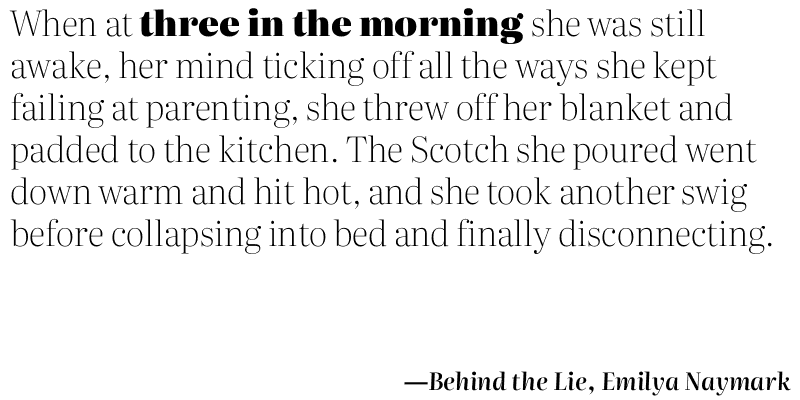 When at three in the morning she was still
awake, her mind ticking off all the ways she kept
failing at parenting, she threw off her blanket and
padded to the kitchen. The Scotch she poured went
down warm and hit hot, and she took another swig
before collapsing into bed and finally disconnecting.
—Behind the Lie, Emilya Naymark